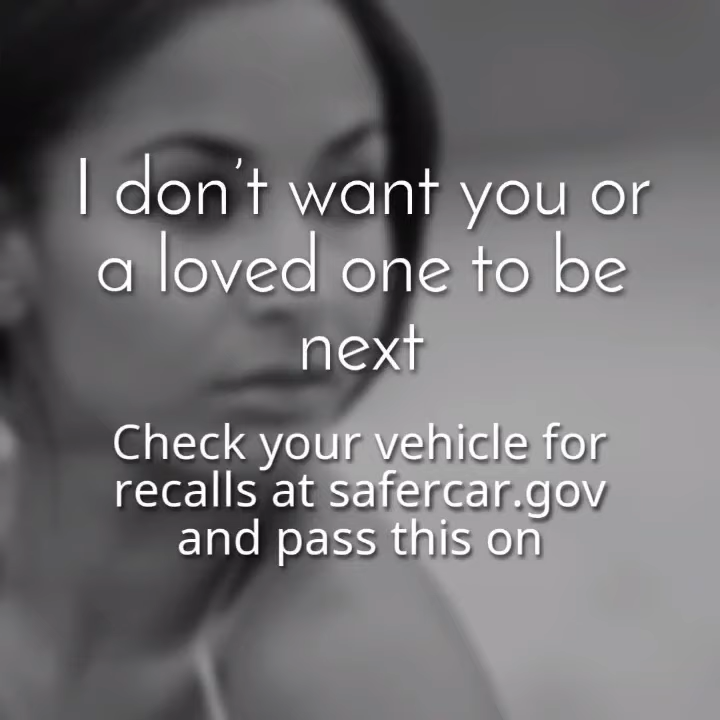 I don't want you or
a loved one to be
next
Check your vehicle for
recalls at safercar.gov
and pass this on